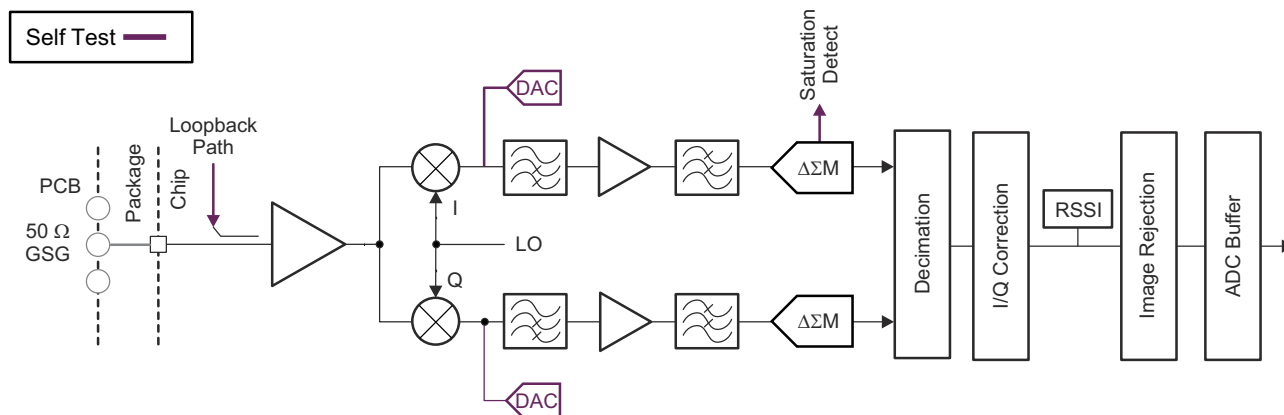 Self Test
DAC
Saturation
Detect
Loopback
Path
PCB
Package
Chip
50 Ω
GSG
I
LO
Q
ΔΣM
ΔΣM
DAC
Decimation
I/Q Correction
RSSI
Image Rejection
ADC Buffer